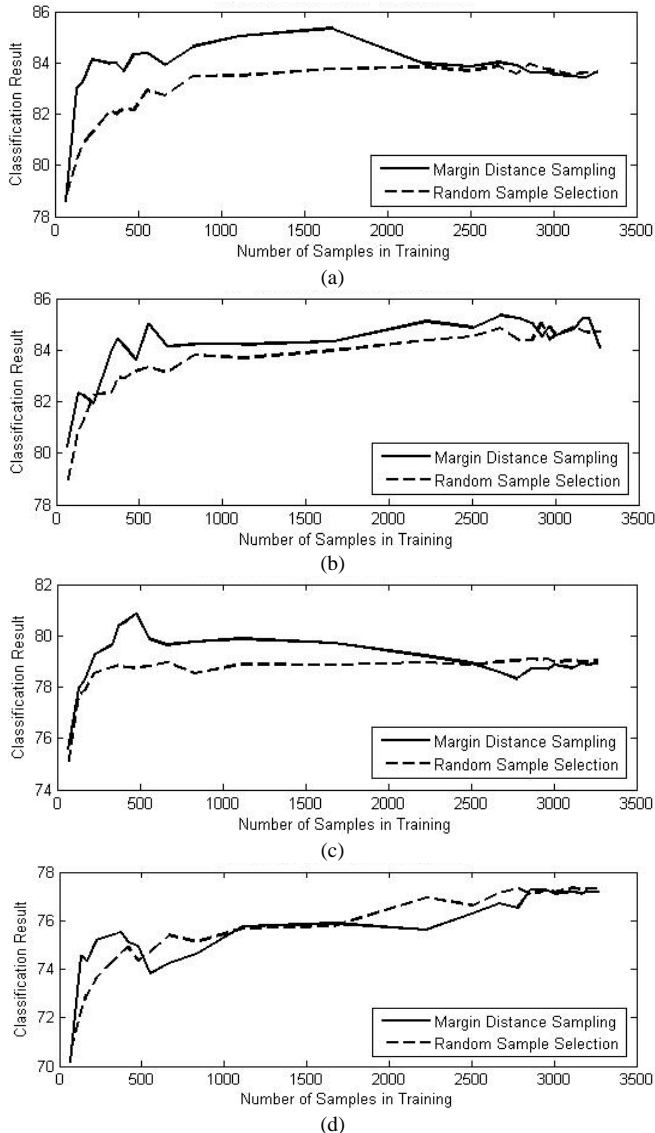 86
84
82
80
78
Classification Result
Margin Distance Sampling
Random Sample Selection
0 500 1000 1500 2000 2500 3000 3500
Number of Samples in Training
(a)
86
84
82
80
78
Classification Result
Margin Distance Sampling
Random Sample Selection
0 500 1000 1500 2000 2500 3000 3500
Number of Samples in Training
(b)
82
80
78
76
74
Classification Result
Margin Distance Sampling
Random Sample Selection
0 500 1000 1500 2000 2500 3000 3500
Number of Samples in Training
(c)
78
76
74
72
70
Classification Result
Margin Distance Sampling
Random Sample Selection
0 500 1000 1500 2000 2500 3000 3500
Number of Samples in Training
(d)